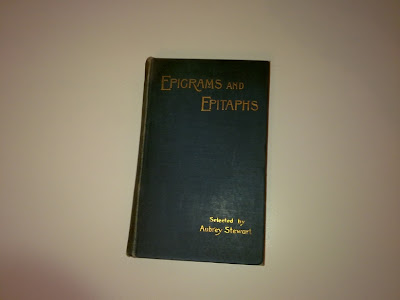 EPIGRAMS AND
EPITAPHS
Selected by
Aubrey Stewart